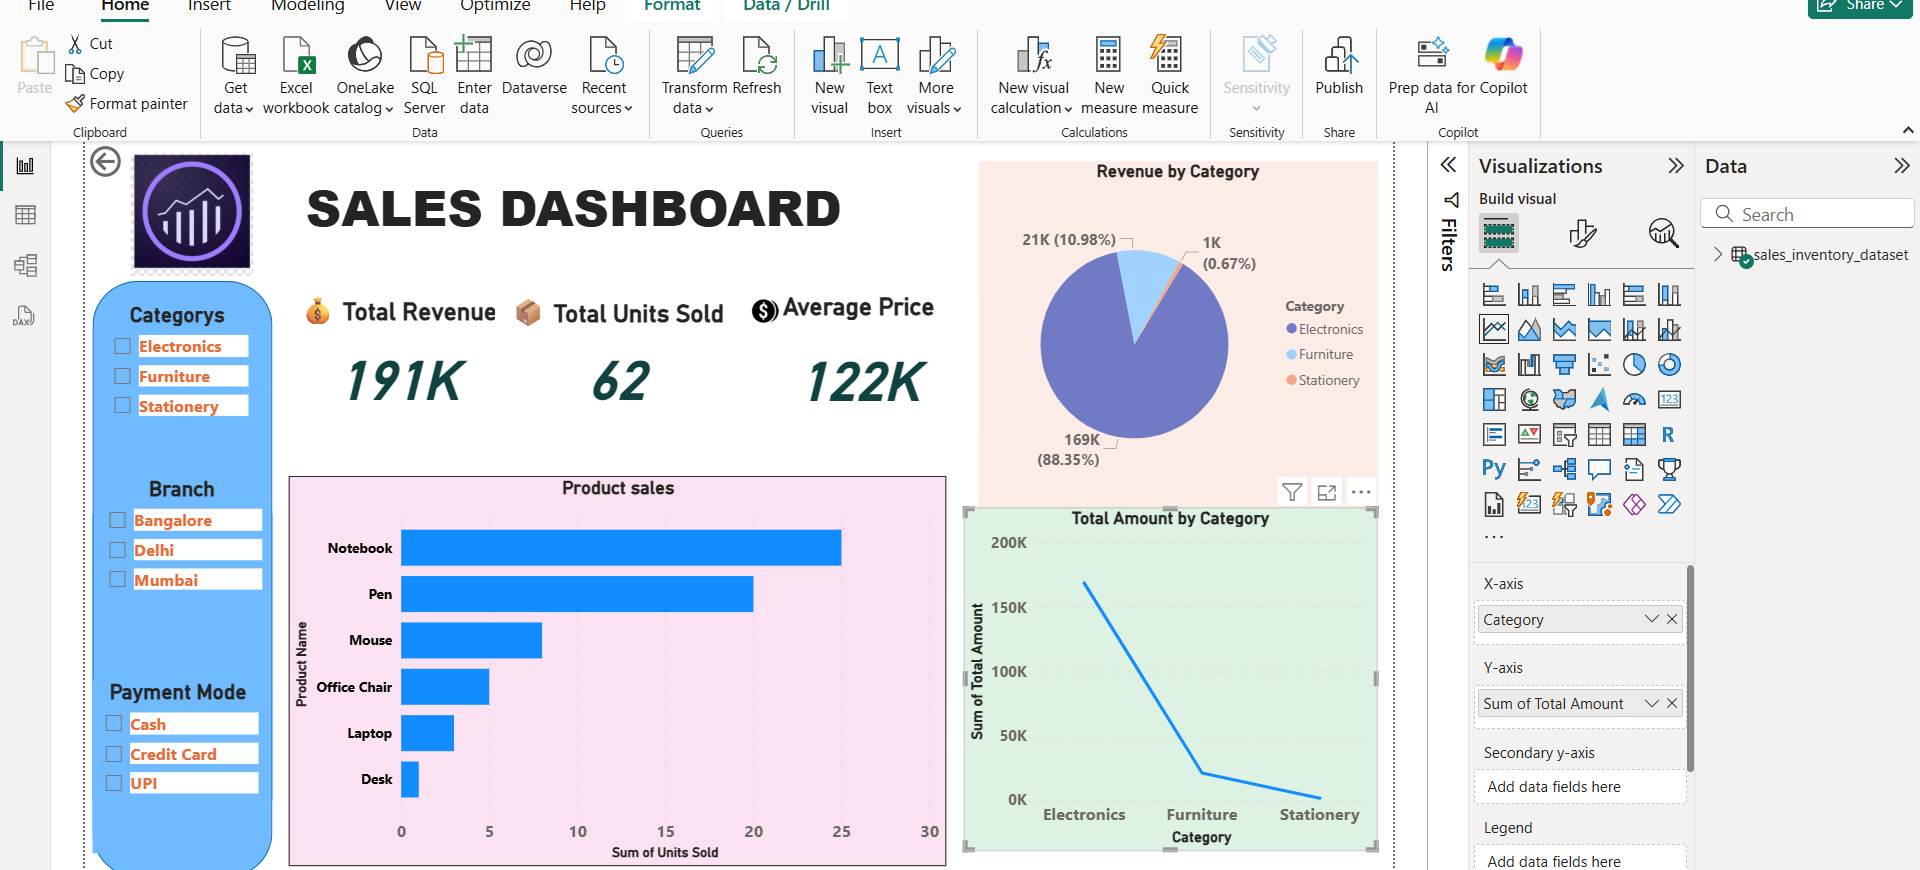 File
Home
Insert
Modeling
View
Optimize
Help
Format
Data / Drill
Share
Paste
Cut
Copy
Format painter
Clipboard
Get
data
Excel
workbook
OneLake
catalog
SQL
Server
Enter
data
Dataverse
Recent
sources
Data
Transform
data
Refresh
Queries
New
visual
Text
box
More
visuals
Insert
New visual
calculation
New
measure
Quick
measure
Calculations
Sensitivity
Sensitivity
Publish
Share
Prep data for
AI
Copilot
Copilot
SALES DASHBOARD
Total Revenue
191K
Total Units Sold
62
Average Price
122K
Categorys
Electronics
Furniture
Stationery
Branch
Bangalore
Delhi
Mumbai
Payment Mode
Cash
Credit Card
UPI
Product sales
Product Name
Notebook
Pen
Mouse
Office Chair
Laptop
Desk
0 5 10 15 20 25 30
Sum of Units Sold
Revenue by Category
21K (10.98%)
1K
(0.67%)
169K
(88.35%)
Category
Electronics
Furniture
Stationery
Total Amount by Category
Sum of Total Amount
200K
150K
100K
50K
0K
Electronics Furniture Stationery
Category
Filters
Visualizations
Build visual
123
R
Py
123
X-axis
Category
Y-axis
Sum of Total Amount
Secondary y-axis
Add data fields here
Legend
Add data fields here
Data
Search
sales_inventory_dataset
DAX